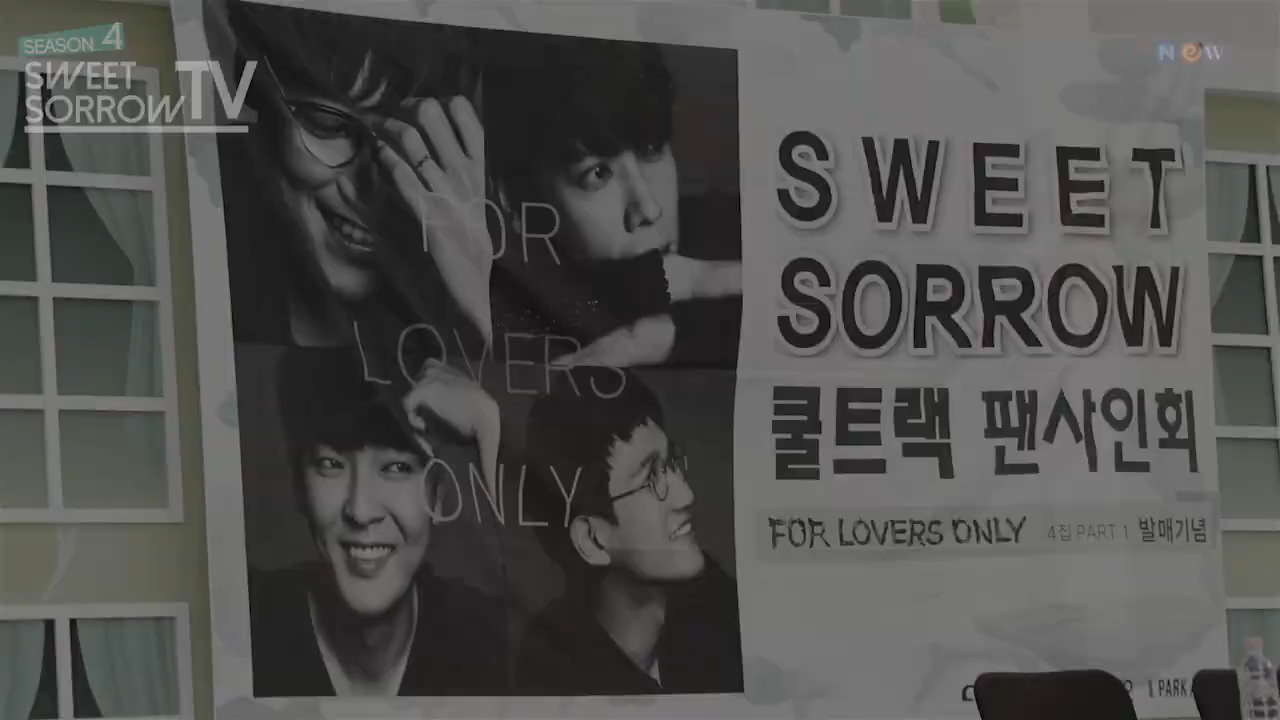 SEASON 4
SWEET
SORROW TV
NEW
FOR
LOVERS
ONLY
SWEET
SORROW
쿨트랙 팬사인회
FOR LOVERS ONLY 4집 PART 1 발매기념
I PARK